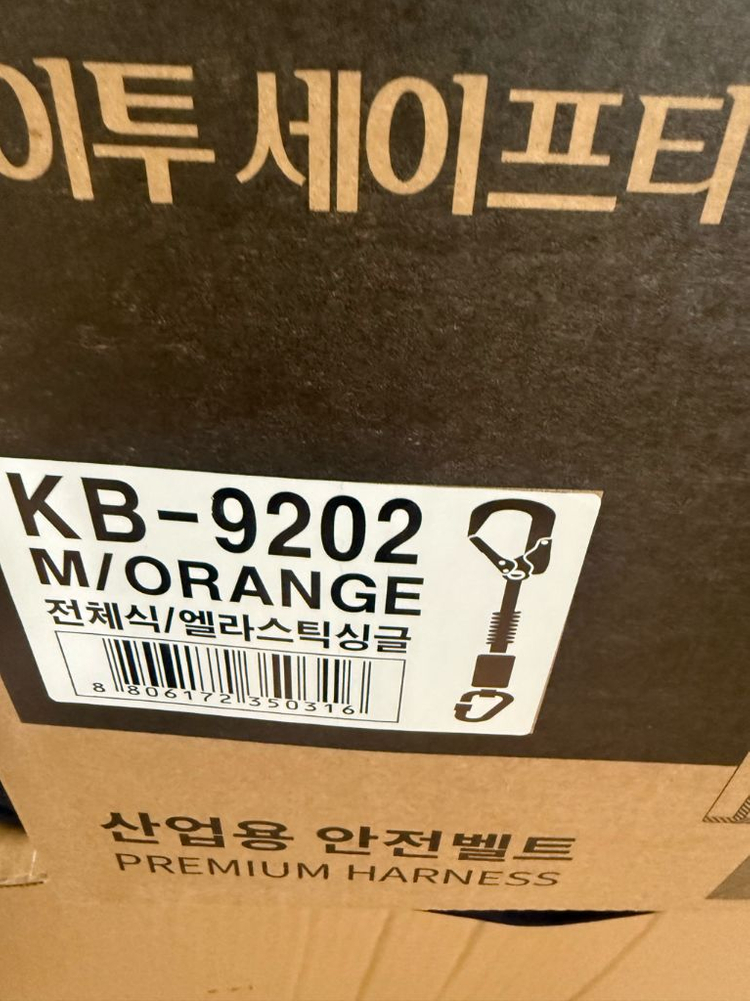 이투 세이프티
KB-9202
M/ORANGE
전체식/엘라스틱싱글
8 806172 350316
산업용 안전벨트
PREMIUM HARNESS